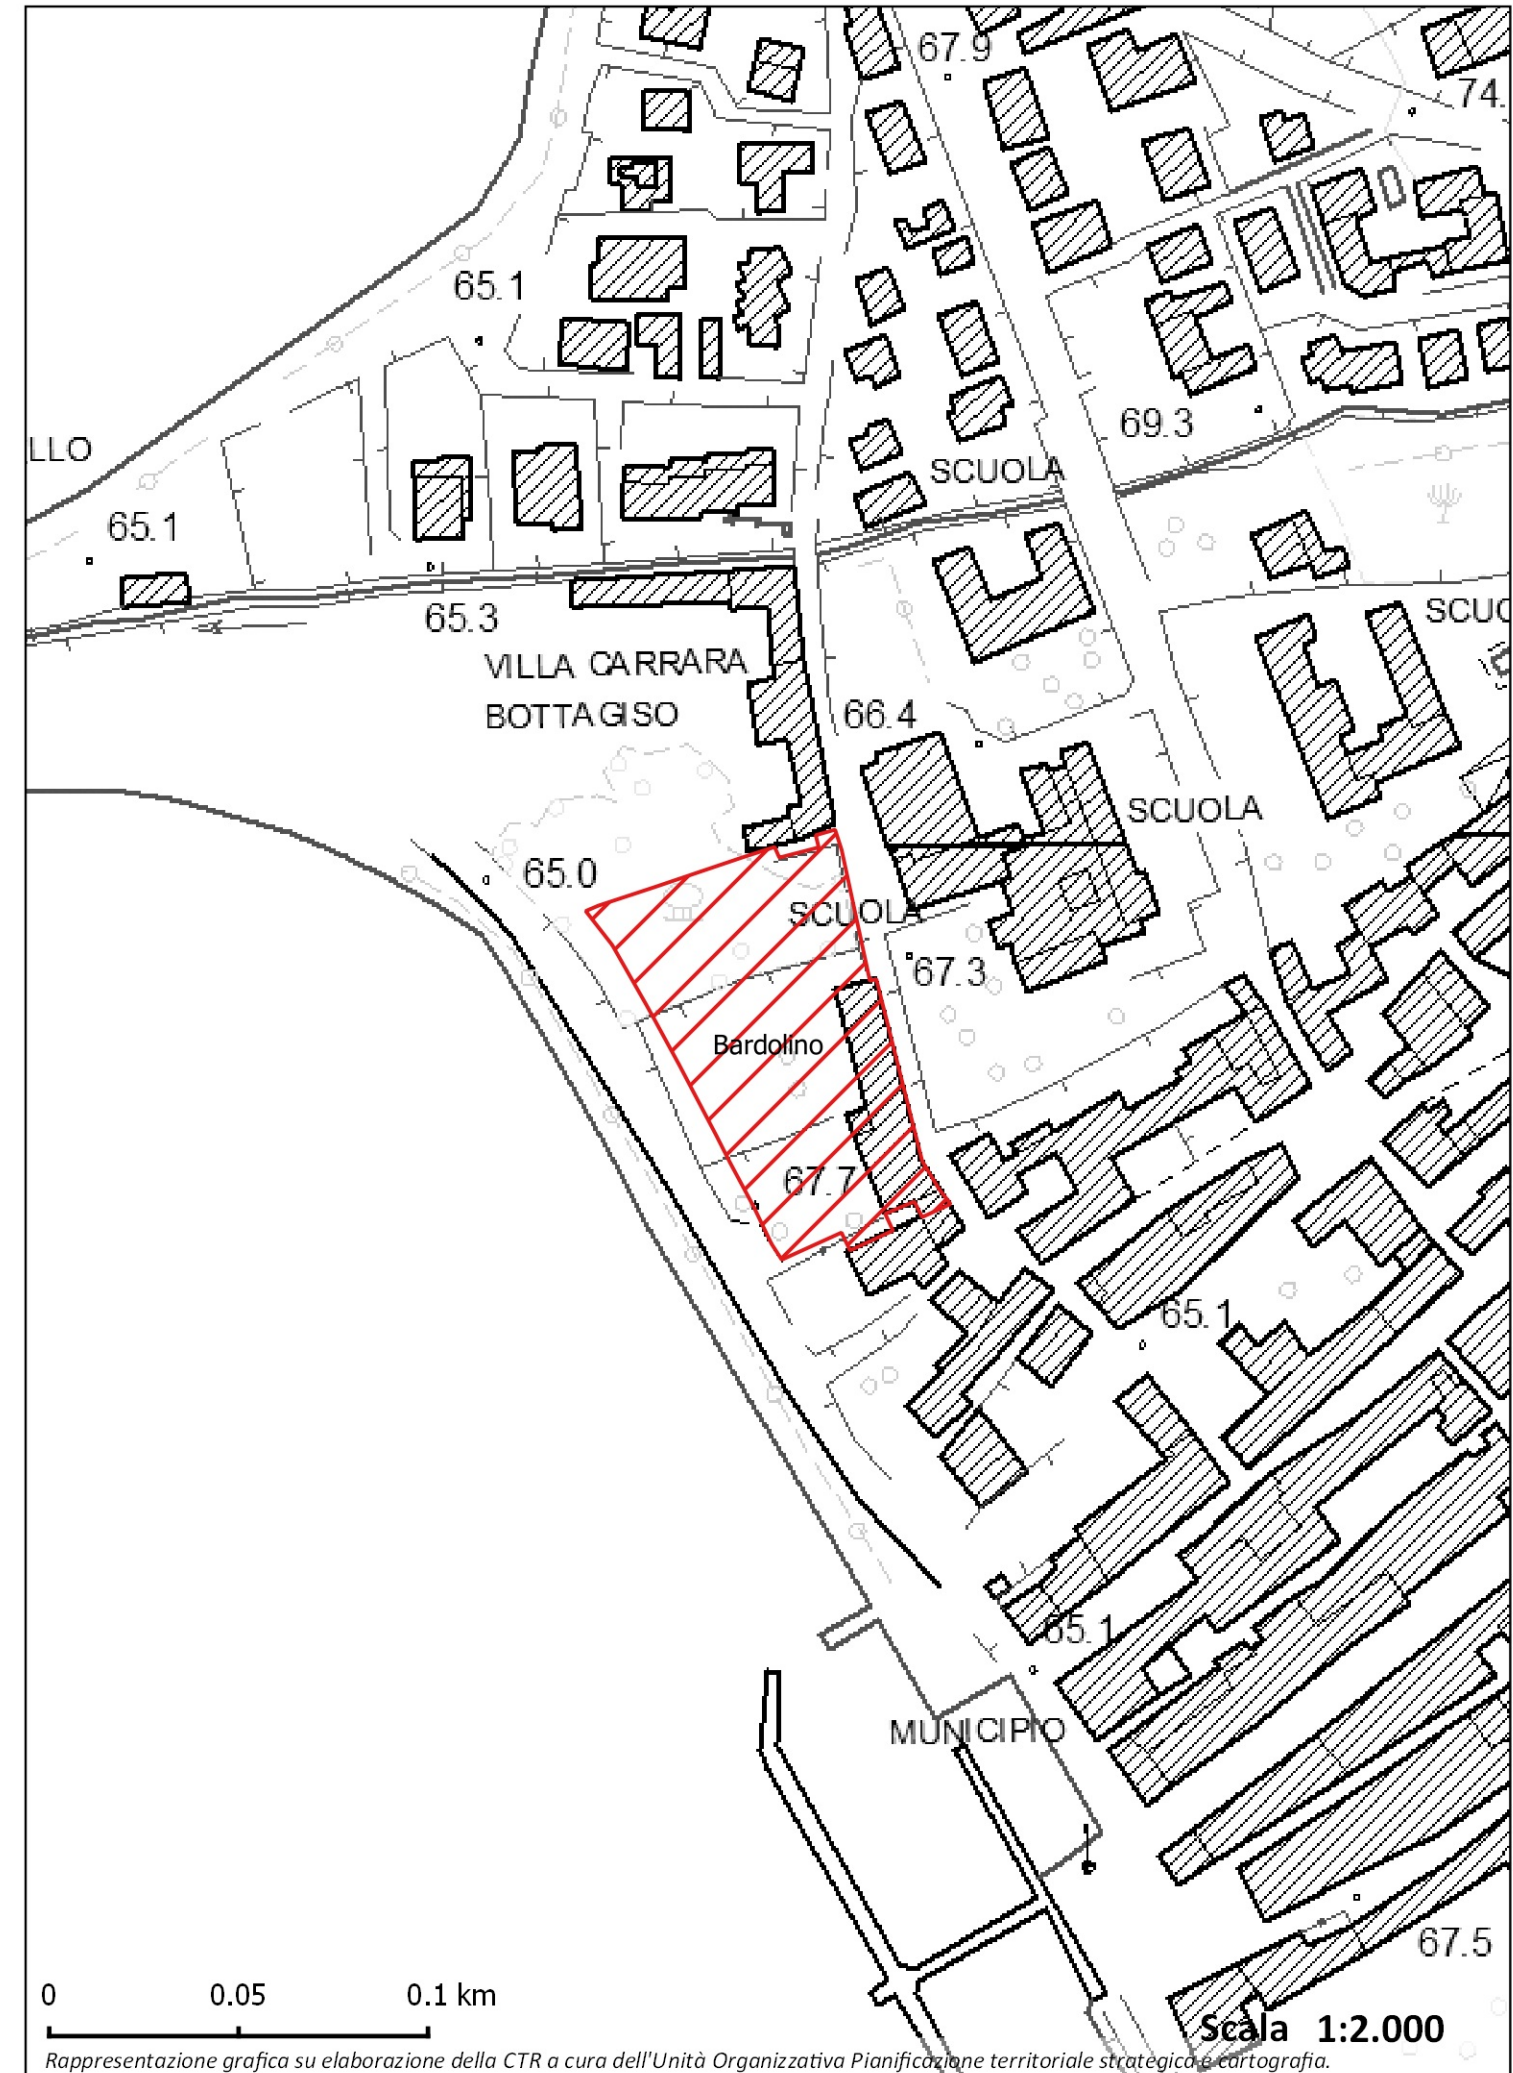 67.9
74.
65.1
69.3
LLO
SCUOLA
65.1
65.3
SCUO
VILLA CARRARA
BOTTAGISO
66.4
SCUOLA
65.0
SCUOLA
67.3
Bardolino
67.7
65.1
65.1
MUNICIPIO
67.5
0 0.05 0.1 km
Scala 1:2.000
Rappresentazione grafica su elaborazione della CTR a cura dell'Unità Organizzativa Pianificazione territoriale strategica e cartografia.